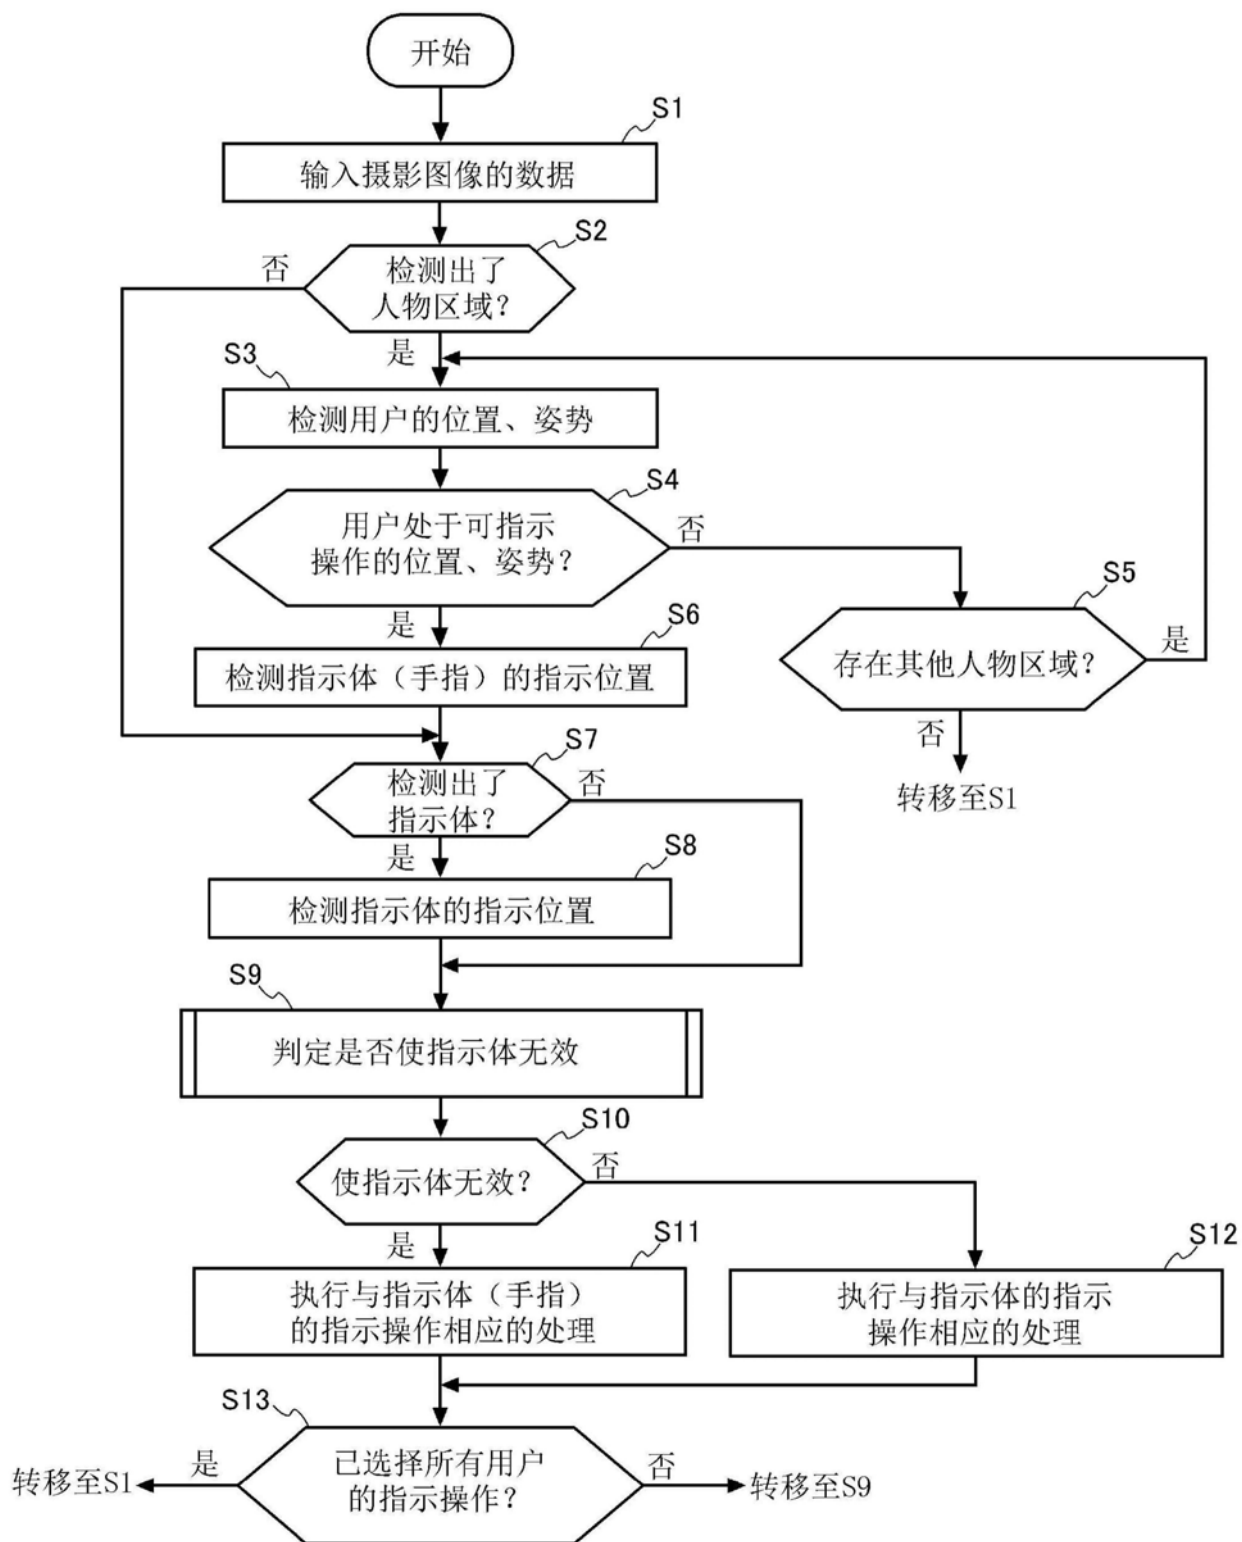 开始
S1
输入摄影图像的数据
S2
否
检测出了
人物区域？
是
S3
检测用户的位置、姿势
S4
否
用户处于可指示
操作的位置、姿势？
S5
是
存在其他人物区域？
是
S6
检测指示体（手指）的指示位置
否
转移至S1
S7
检测出了
指示体？
否
是
S8
检测指示体的指示位置
S9
判定是否使指示体无效
S10
使指示体无效？
否
是
S11
执行与指示体（手指）
的指示操作相应的处理
S12
执行与指示体的指示
操作相应的处理
S13
已选择所有用户
的指示操作？
是
转移至S1
否
转移至S9